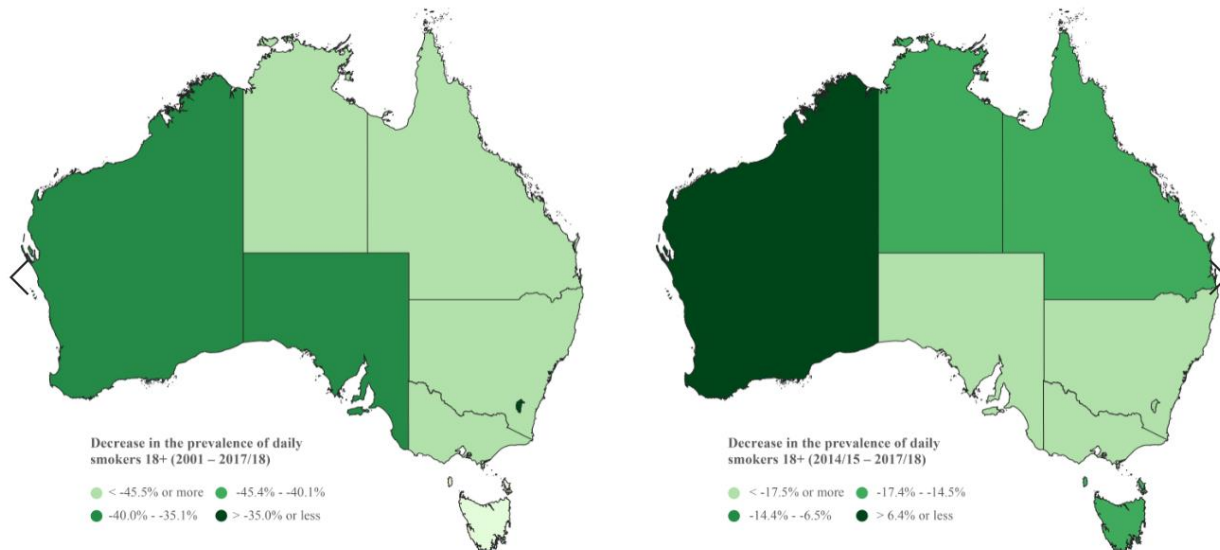 Decrease in the prevalence of daily
smokers 18+ (2001 – 2017/18)
< -45.5% or more
-45.4% - -40.1%
-40.0% - -35.1%
> -35.0% or less
Decrease in the prevalence of daily
smokers 18+ (2014/15 – 2017/18)
< -17.5% or more
-17.4% - -14.5%
-14.4% - -6.5%
> 6.4% or less